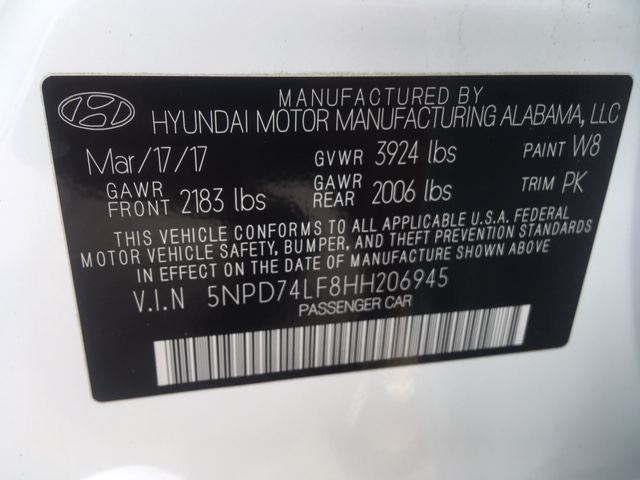 MANUFACTURED BY
HYUNDAI MOTOR MANUFACTURING ALABAMA, LLC
Mar/17/17 GVWR 3924 lbs PAINT W8
GAWR FRONT 2183 lbs GAWR REAR 2006 lbs TRIM PK
THIS VEHICLE CONFORMS TO ALL APPLICABLE U.S.A. FEDERAL
MOTOR VEHICLE SAFETY, BUMPER, AND THEFT PREVENTION STANDARDS
IN EFFECT ON THE DATE OF MANUFACTURE SHOWN ABOVE
V.I.N 5NPD74LF8HH206945
PASSENGER CAR